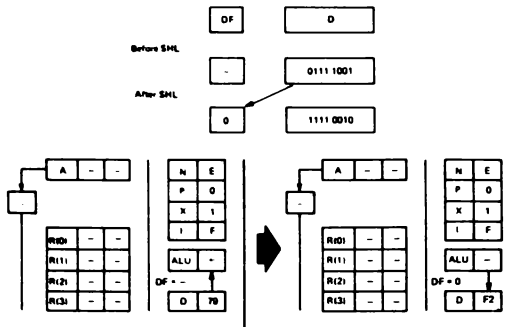 DF D
Before SHL
- 0111 1001
After SHL
0 1111 0010
A - -
-
R(0) - -
R(1) - -
R(2) - -
R(3) - -
N E
P 0
X 1
I F
ALU -
DF = -
D 79
A - -
-
R(0) - -
R(1) - -
R(2) - -
R(3) - -
N E
P 0
X 1
I F
ALU -
DF = 0
D F2